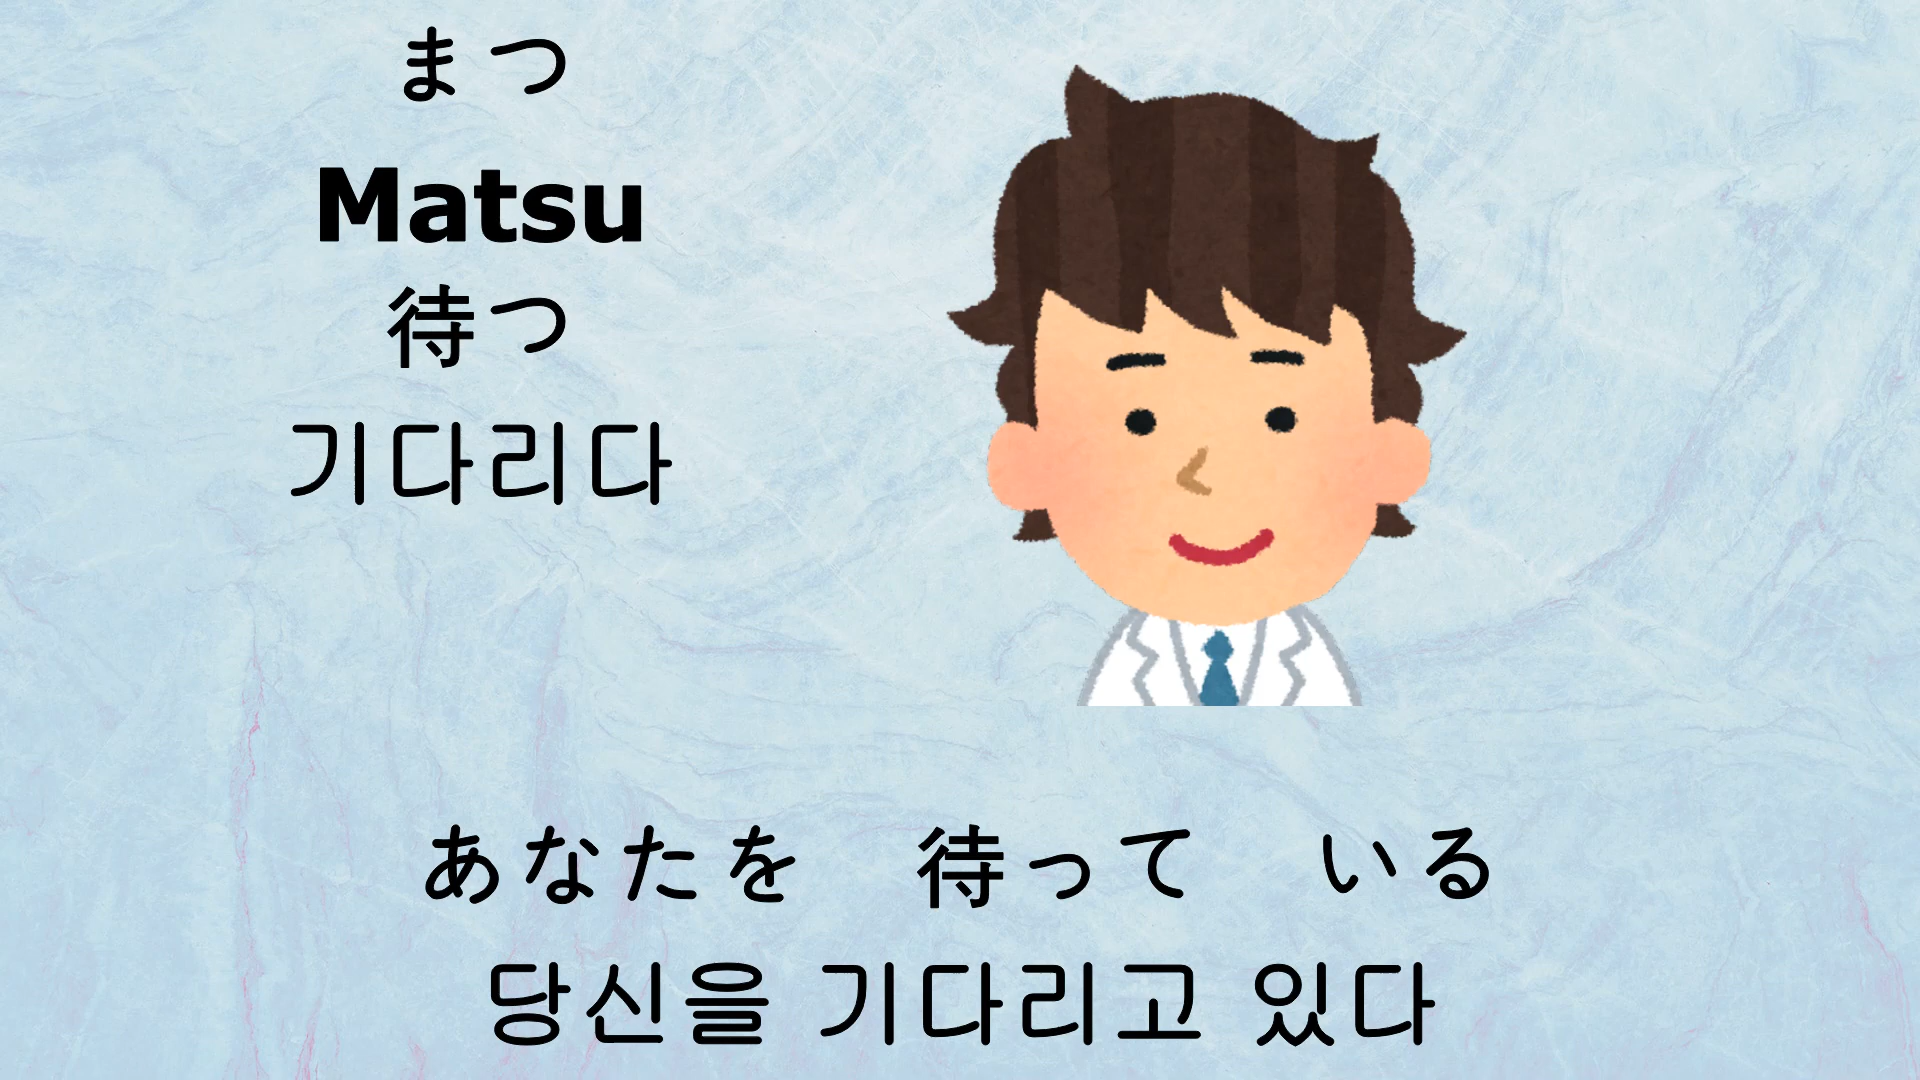 まつ
Matsu
待つ
기다리다
あなたを　待って　いる
당신을 기다리고 있다